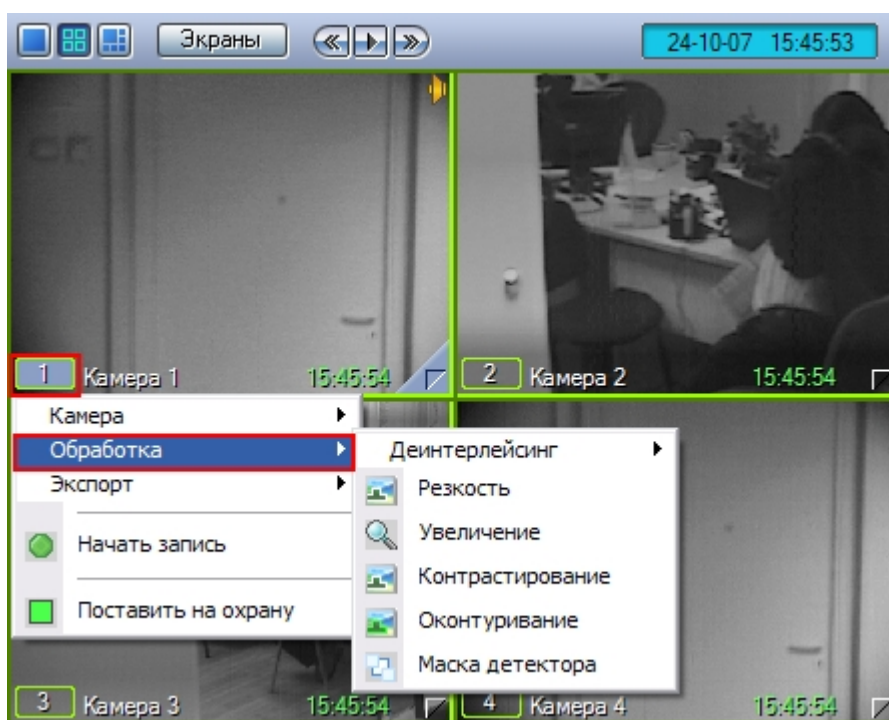 Экраны
24-10-07 15:45:53
1 Камера 1 15:45:54
2 Камера 2 15:45:54
Камера
Обработка
Экспорт
Начать запись
Поставить на охрану
Деинтерлейсинг
Резкость
Увеличение
Контрастирование
Оконтуривание
Маска детектора
3 Камера 3 15:45:54
4 Камера 4 15:45:54